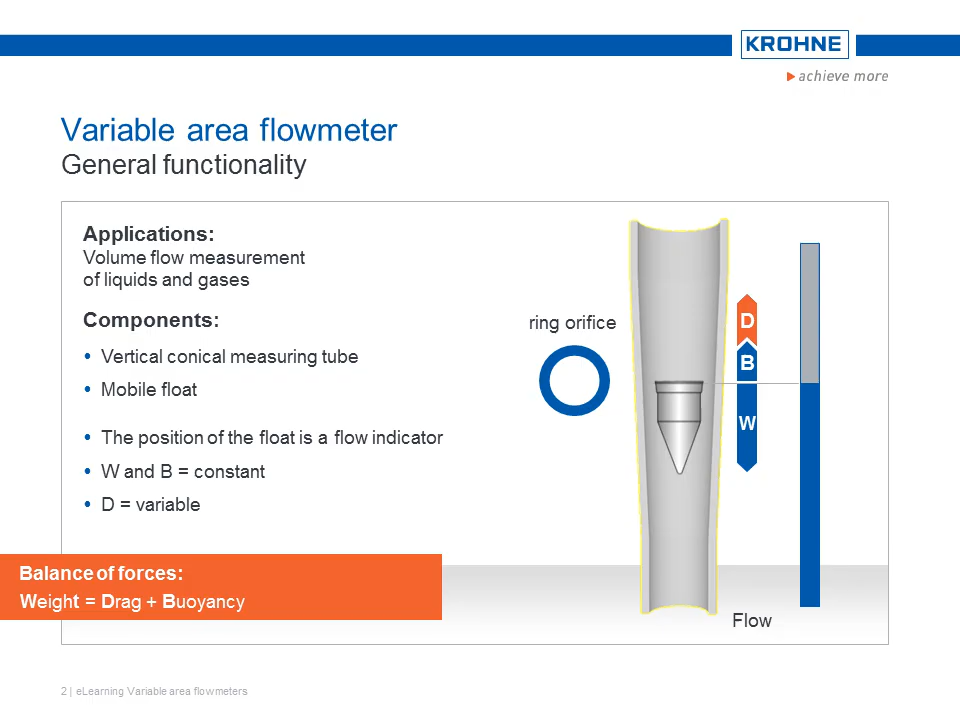 KROHNE
achieve more
Variable area flowmeter
General functionality
Applications:
Volume flow measurement
of liquids and gases
Components:
• Vertical conical measuring tube
• Mobile float
• The position of the float is a flow indicator
• W and B = constant
• D = variable
ring orifice
D
B
W
Balance of forces:
Weight = Drag + Buoyancy
Flow
2 | eLearning Variable area flowmeters